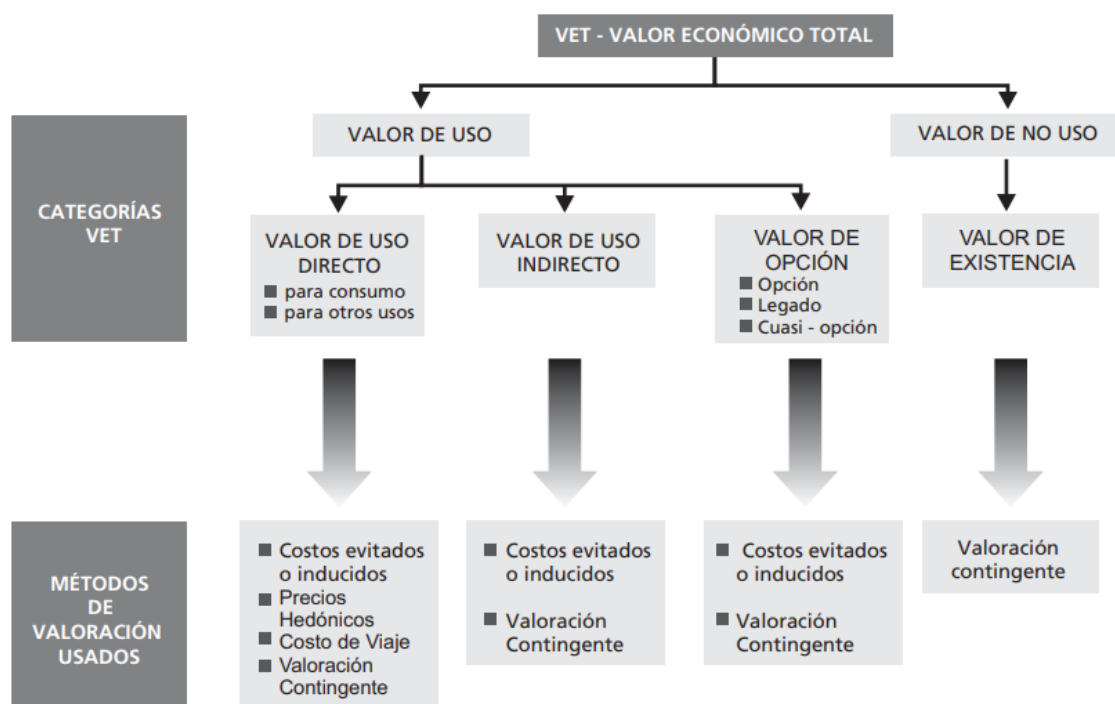 VET - VALOR ECONÓMICO TOTAL
VALOR DE USO
VALOR DE NO USO
CATEGORÍAS
VET
VALOR DE USO
DIRECTO
para consumo
para otros usos
VALOR DE USO
INDIRECTO
VALOR DE
OPCIÓN
Opción
Legado
Cuasi - opción
VALOR DE
EXISTENCIA
MÉTODOS
DE
VALORACIÓN
USADOS
Costos evitados
o inducidos
Precios
Hedónicos
Costo de Viaje
Valoración
Contingente
Costos evitados
o inducidos
Valoración
Contingente
Costos evitados
o inducidos
Valoración
Contingente
Valoración
contingente